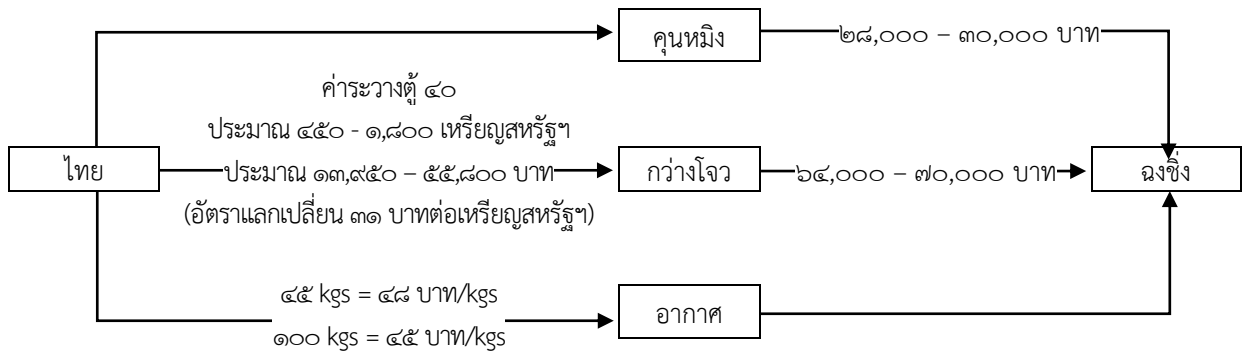 คุนหมิง
๒๘,๐๐๐ – ๓๐,๐๐๐ บาท
ค่าระวางตู้ ๔๐
ประมาณ ๔๕๐ - ๑,๘๐๐ เหรียญสหรัฐฯ
ไทย
ประมาณ ๑๓,๙๕๐ – ๕๕,๘๐๐ บาท
กว่างโจว
๖๔,๐๐๐ – ๗๐,๐๐๐ บาท
ฉงชิ่ง
(อัตราแลกเปลี่ยน ๓๑ บาทต่อเหรียญสหรัฐฯ)
๔๕ kgs = ๔๘ บาท/kgs
อากาศ
๑๐๐ kgs = ๔๕ บาท/kgs